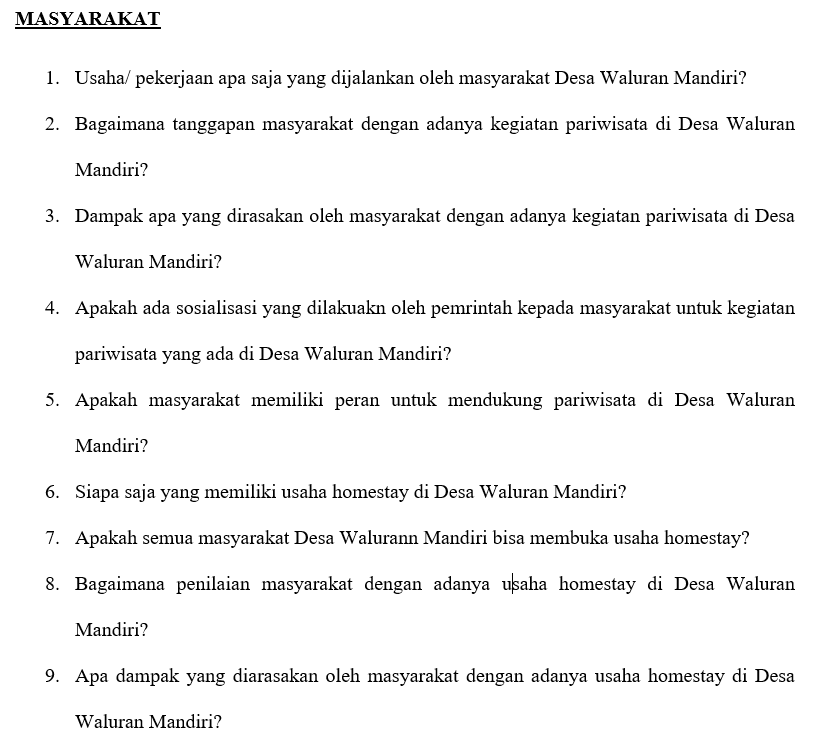 MASYARAKAT
1. Usaha/ pekerjaan apa saja yang dijalankan oleh masyarakat Desa Waluran Mandiri?
2. Bagaimana tanggapan masyarakat dengan adanya kegiatan pariwisata di Desa Waluran
Mandiri?
3. Dampak apa yang dirasakan oleh masyarakat dengan adanya kegiatan pariwisata di Desa
Waluran Mandiri?
4. Apakah ada sosialisasi yang dilakuakn oleh pemrintah kepada masyarakat untuk kegiatan
pariwisata yang ada di Desa Waluran Mandiri?
5. Apakah masyarakat memiliki peran untuk mendukung pariwisata di Desa Waluran
Mandiri?
6. Siapa saja yang memiliki usaha homestay di Desa Waluran Mandiri?
7. Apakah semua masyarakat Desa Walurann Mandiri bisa membuka usaha homestay?
8. Bagaimana penilaian masyarakat dengan adanya usaha homestay di Desa Waluran
Mandiri?
9. Apa dampak yang diarasakan oleh masyarakat dengan adanya usaha homestay di Desa
Waluran Mandiri?